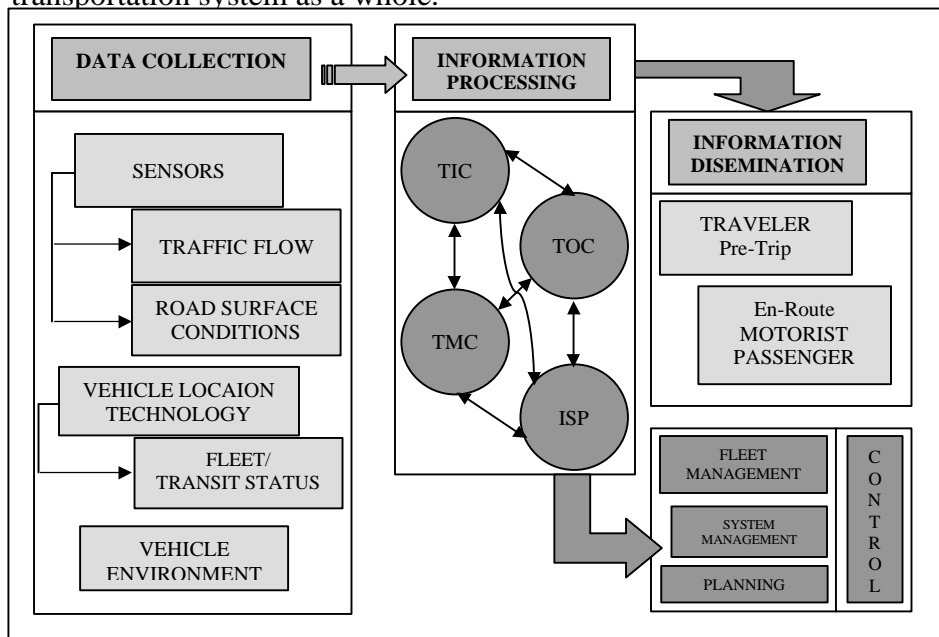 transportation system as a whole.
DATA COLLECTION
SENSORS
TRAFFIC FLOW
ROAD SURFACE
CONDITIONS
VEHICLE LOCAION
TECHNOLOGY
FLEET/
TRANSIT STATUS
VEHICLE
ENVIRONMENT
INFORMATION
PROCESSING
TIC
TOC
TMC
ISP
INFORMATION
DISEMINATION
TRAVELER
Pre-Trip
En-Route
MOTORIST
PASSENGER
FLEET
MANAGEMENT
SYSTEM
MANAGEMENT
PLANNING
C
O
N
T
R
O
L